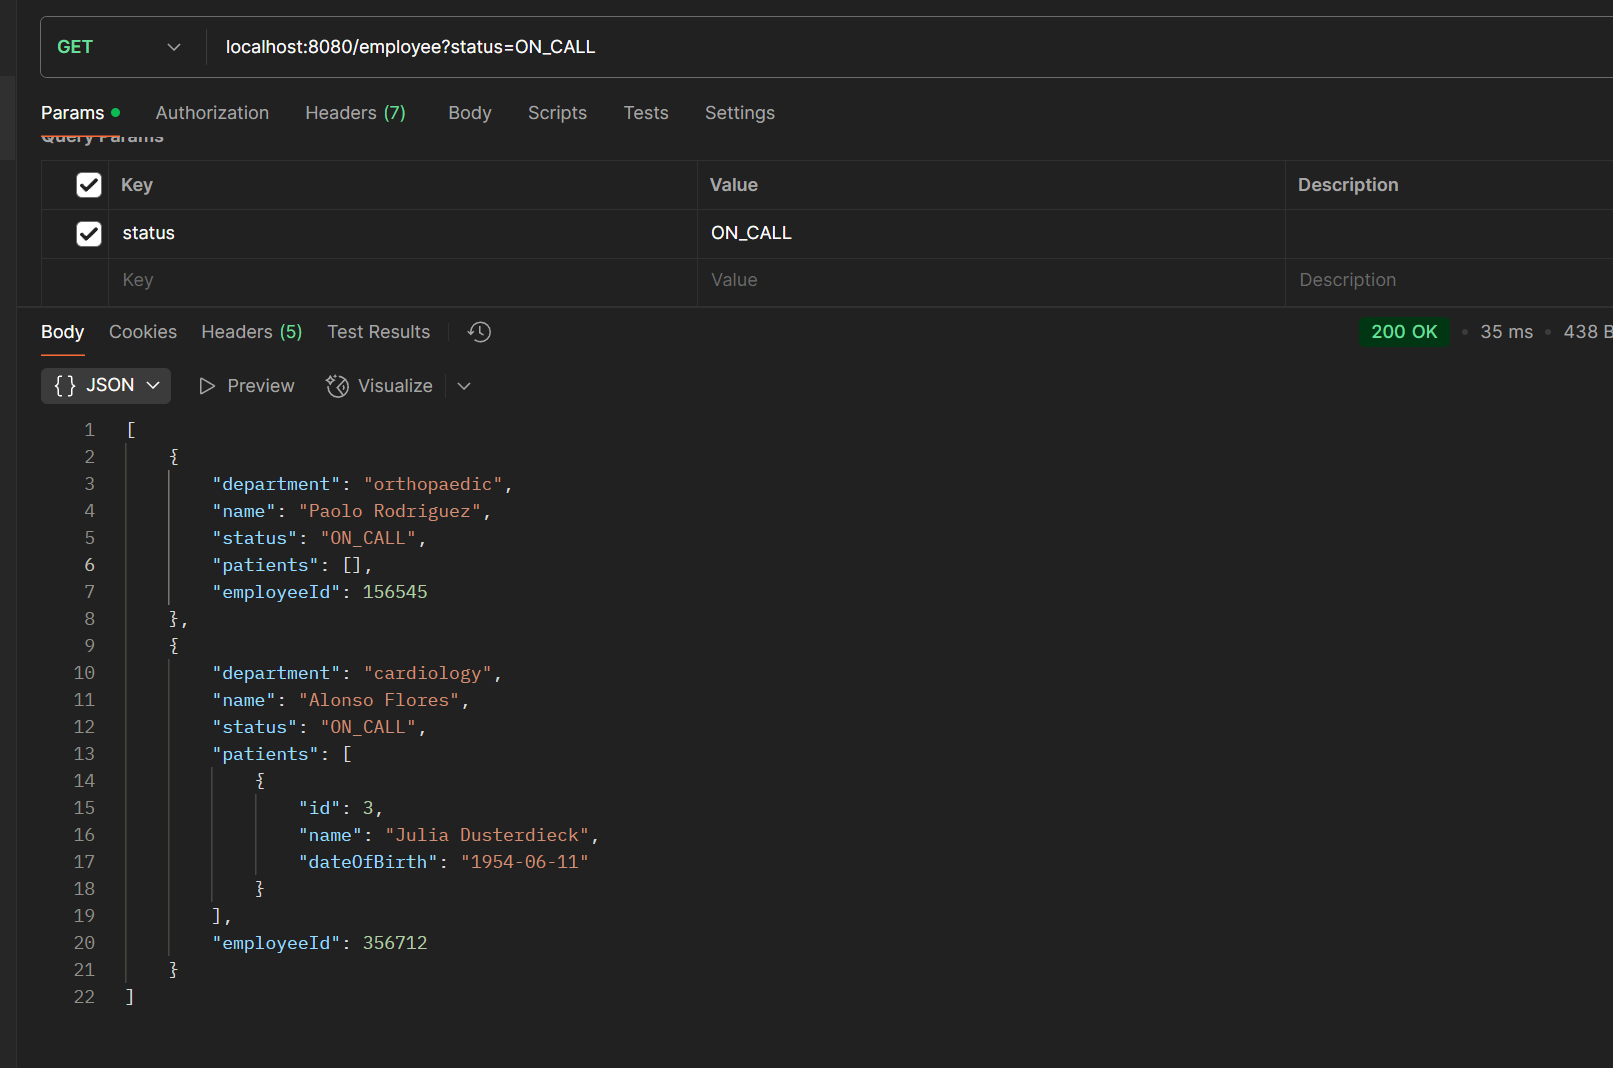 GET localhost:8080/employee?status=ON_CALL
Params Authorization Headers (7) Body Scripts Tests Settings
Query Params
Key Value Description
status ON_CALL
Key Value Description
Body Cookies Headers (5) Test Results 200 OK • 35 ms • 438 B
{} JSON Preview Visualize
1 [
2 {
3 "department": "orthopaedic",
4 "name": "Paolo Rodriguez",
5 "status": "ON_CALL",
6 "patients": [],
7 "employeeId": 156545
8 },
9 {
10 "department": "cardiology",
11 "name": "Alonso Flores",
12 "status": "ON_CALL",
13 "patients": [
14 {
15 "id": 3,
16 "name": "Julia Dusterdieck",
17 "dateOfBirth": "1954-06-11"
18 }
19 ],
20 "employeeId": 356712
21 }
22 ]